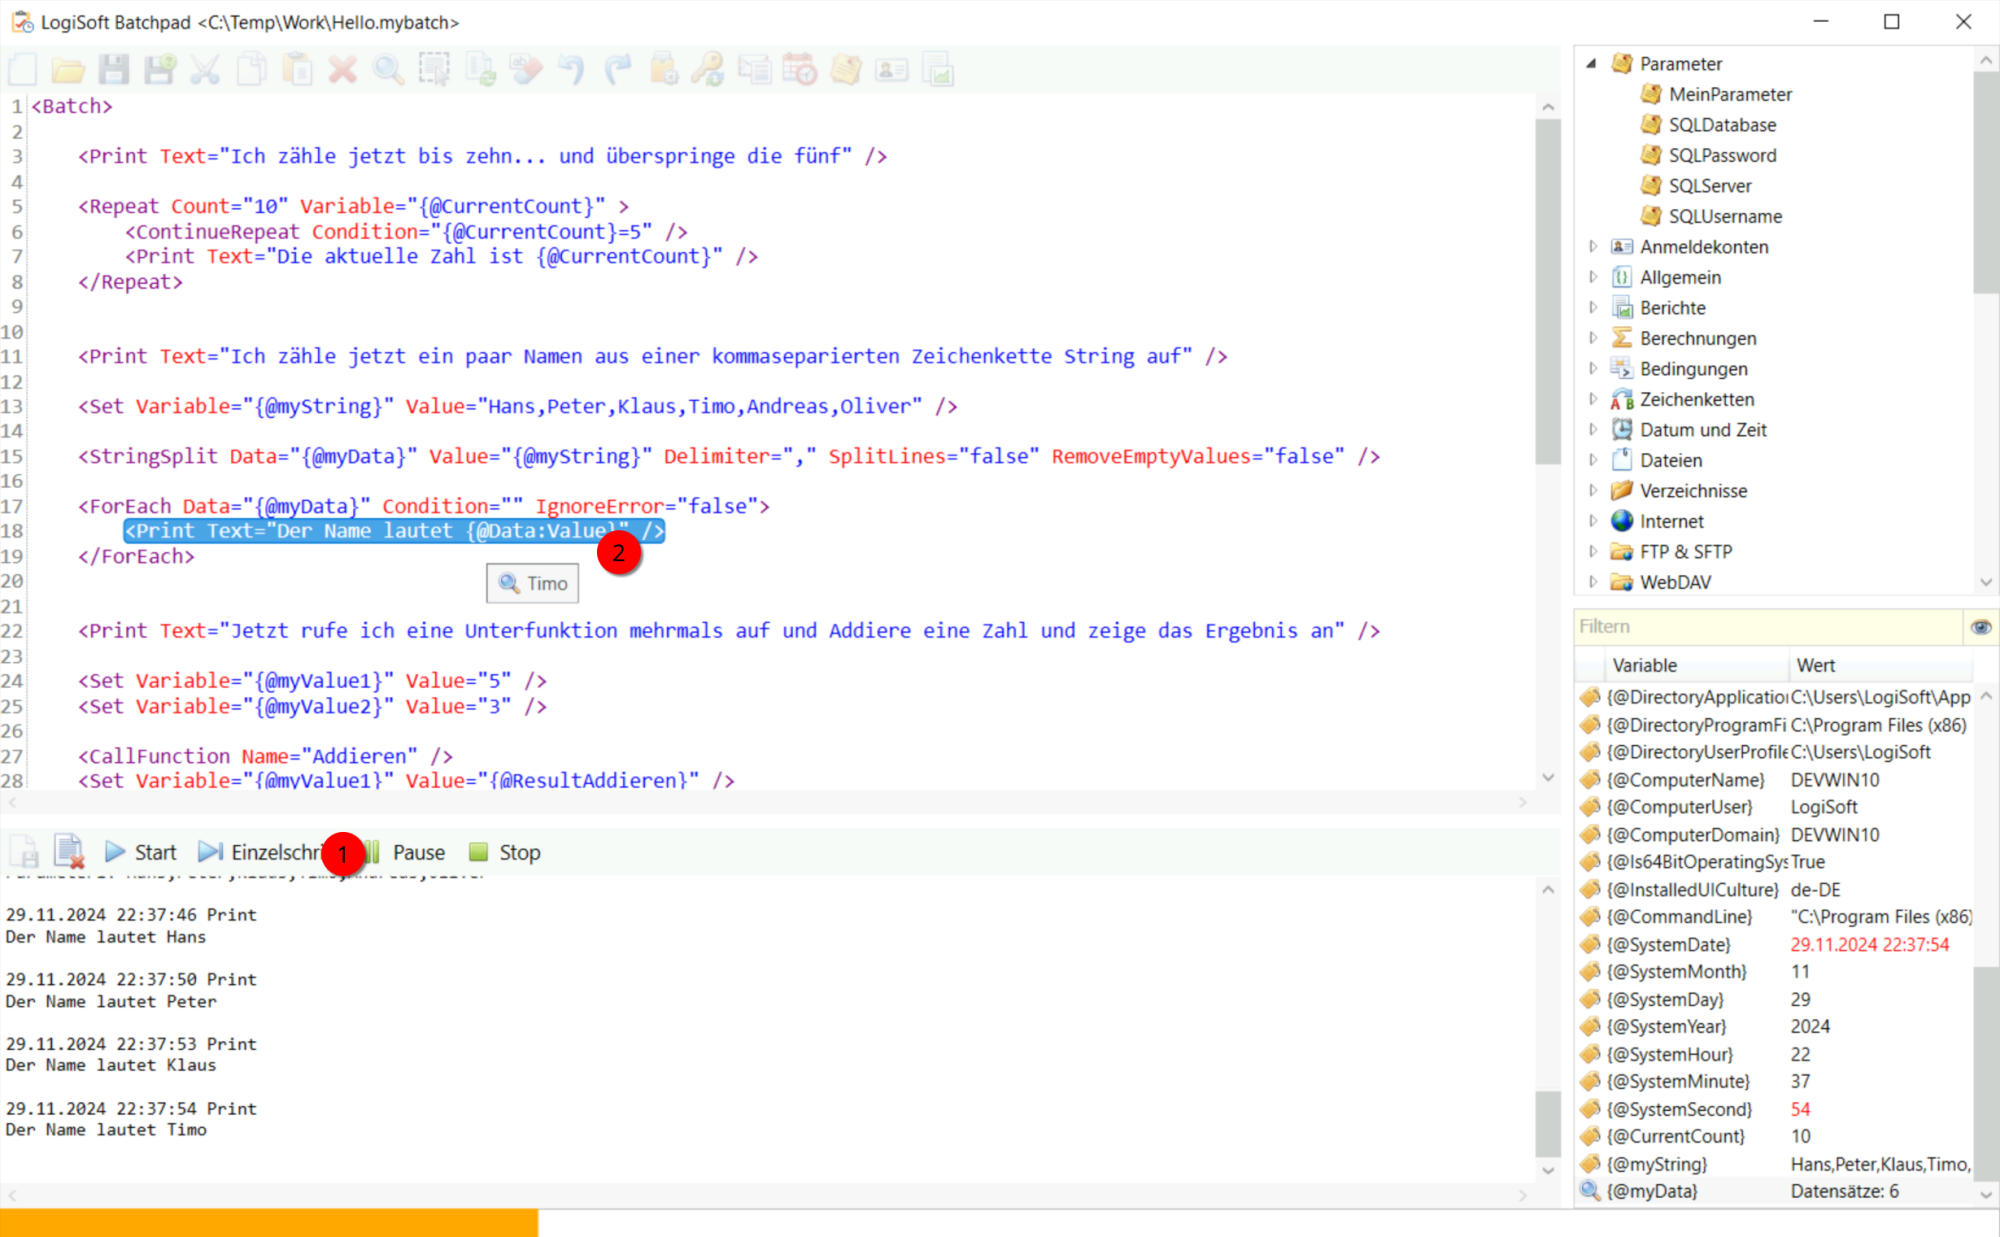 LogiSoft Batchpad <C:\Temp\Work\Hello.mybatch>
1 <Batch>
2
3 <Print Text="Ich zähle jetzt bis zehn... und überspringe die fünf" />
4
5 <Repeat Count="10" Variable="{@CurrentCount}" >
6 <ContinueRepeat Condition="{@CurrentCount}=5" />
7 <Print Text="Die aktuelle Zahl ist {@CurrentCount}" />
8 </Repeat>
9
10
11 <Print Text="Ich zähle jetzt ein paar Namen aus einer kommaseparierten Zeichenkette String auf" />
12
13 <Set Variable="{@myString}" Value="Hans,Peter,Klaus,Timo,Andreas,Oliver" />
14
15 <StringSplit Data="{@myData}" Value="{@myString}" Delimiter="," SplitLines="false" RemoveEmptyValues="false" />
16
17 <ForEach Data="{@myData}" Condition="" IgnoreError="false">
18 <Print Text="Der Name lautet {@Data:Value}" />
2
19 </ForEach>
20
Timo
21
22 <Print Text="Jetzt rufe ich eine Unterfunktion mehrmals auf und Addiere eine Zahl und zeige das Ergebnis an" />
23
24 <Set Variable="{@myValue1}" Value="5" />
25 <Set Variable="{@myValue2}" Value="3" />
26
27 <CallFunction Name="Addieren" />
28 <Set Variable="{@myValue1}" Value="{@ResultAddieren}" />
Start Einzelschri 1 Pause Stop
29.11.2024 22:37:46 Print
Der Name lautet Hans
29.11.2024 22:37:50 Print
Der Name lautet Peter
29.11.2024 22:37:53 Print
Der Name lautet Klaus
29.11.2024 22:37:54 Print
Der Name lautet Timo
Parameter
MeinParameter
SQLDatabase
SQLPassword
SQLServer
SQLUsername
Anmeldekonten
Allgemein
Berichte
Berechnungen
Bedingungen
Zeichenketten
Datum und Zeit
Dateien
Verzeichnisse
Internet
FTP & SFTP
WebDAV
Filtern
Variable Wert
{@DirectoryApplication C:\Users\LogiSoft\App
{@DirectoryProgramFi C:\Program Files (x86)
{@DirectoryUserProfile C:\Users\LogiSoft
{@ComputerName} DEVWIN10
{@ComputerUser} LogiSoft
{@ComputerDomain} DEVWIN10
{@Is64BitOperatingSys True
{@InstalledUICulture} de-DE
{@CommandLine} "C:\Program Files (x86)
{@SystemDate} 29.11.2024 22:37:54
{@SystemMonth} 11
{@SystemDay} 29
{@SystemYear} 2024
{@SystemHour} 22
{@SystemMinute} 37
{@SystemSecond} 54
{@CurrentCount} 10
{@myString} Hans,Peter,Klaus,Timo,
{@myData} Datensätze: 6